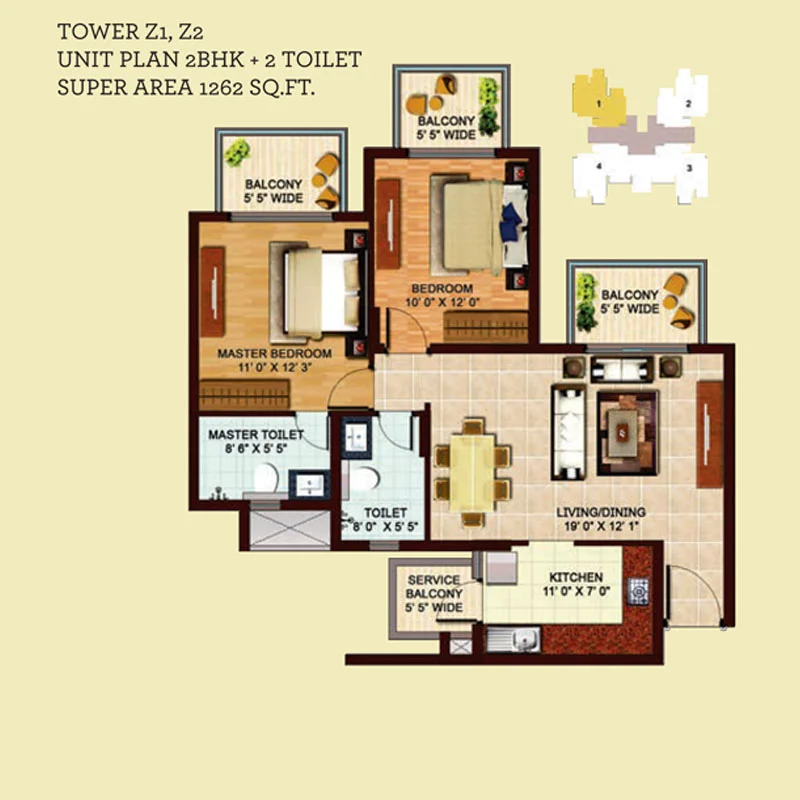 TOWER Z1, Z2
UNIT PLAN 2BHK + 2 TOILET
SUPER AREA 1262 SQ.FT.
1
2
4
3
BALCONY
5' 5" WIDE
BALCONY
5' 5" WIDE
BEDROOM
10' 0" X 12' 0"
BALCONY
5' 5" WIDE
MASTER BEDROOM
11' 0" X 12' 3"
MASTER TOILET
8' 6" X 5' 5"
TOILET
8' 0" X 5' 5"
LIVING/DINING
19' 0" X 12' 1"
SERVICE
BALCONY
5' 5" WIDE
KITCHEN
11' 0" X 7' 0"